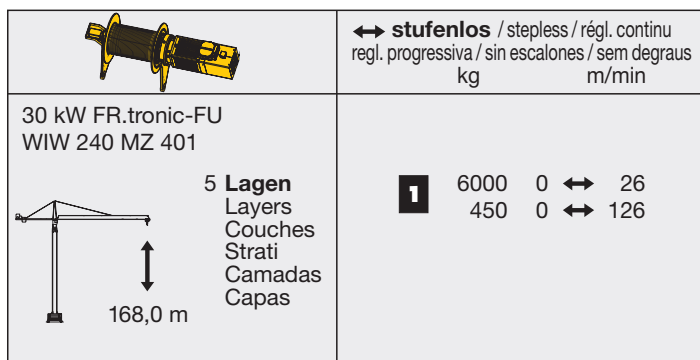 ↔ stufenlos / stepless / régl. continu
regl. progressiva / sin escalones / sem degraus
kg m/min
30 kW FR.tronic-FU
WIW 240 MZ 401
5 Lagen
Layers
Couches
Strati
Camadas
Capas
168,0 m
1 6000 0 ↔ 26
450 0 ↔ 126